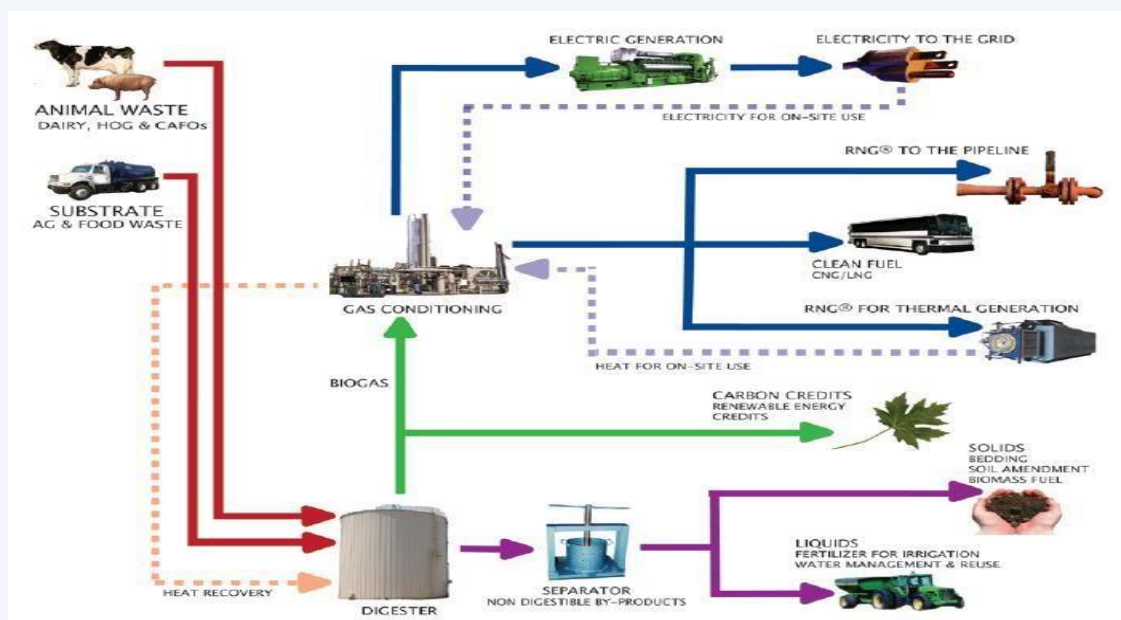 ELECTRIC GENERATION
ELECTRICITY TO THE GRID
ANIMAL WASTE
DAIRY, HOG & CAFOs
ELECTRICITY FOR ON-SITE USE
RNG® TO THE PIPELINE
SUBSTRATE
AG & FOOD WASTE
CLEAN FUEL
CNG/LNG
GAS CONDITIONING
RNG® FOR THERMAL GENERATION
HEAT FOR ON-SITE USE
BIOGAS
CARBON CREDITS
RENEWABLE ENERGY
CREDITS
SOLIDS
BEDDING
SOIL AMENDMENT
BIOMASS FUEL
LIQUIDS
FERTILIZER FOR IRRIGATION
WATER MANAGEMENT & REUSE
HEAT RECOVERY
DIGESTER
SEPARATOR
NON DIGESTIBLE BY-PRODUCTS